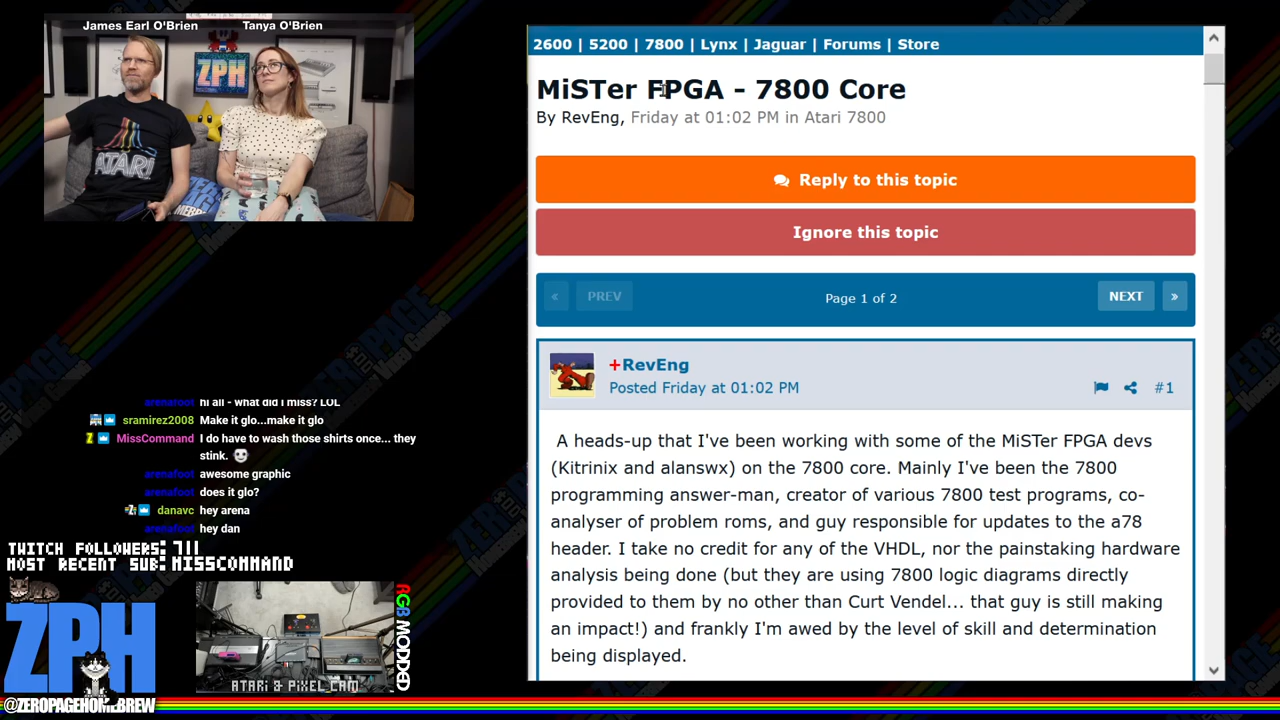 James Earl O'Brien
Tanya O'Brien
ZPH
ATARI
2600 | 5200 | 7800 | Lynx | Jaguar | Forums | Store
MiSTer FPGA - 7800 Core
By RevEng, Friday at 01:02 PM in Atari 7800
Reply to this topic
Ignore this topic
«
PREV
Page 1 of 2
NEXT
»
+RevEng
Posted Friday at 01:02 PM
#1
A heads-up that I've been working with some of the MiSTer FPGA devs
(Kitrinix and alanswx) on the 7800 core. Mainly I've been the 7800
programming answer-man, creator of various 7800 test programs, co-
analyser of problem roms, and guy responsible for updates to the a78
header. I take no credit for any of the VHDL, nor the painstaking hardware
analysis being done (but they are using 7800 logic diagrams directly
provided to them by no other than Curt Vendel... that guy is still making
an impact!) and frankly I'm awed by the level of skill and determination
being displayed.
arenafoot hi all - what did I miss? LOL
sramirez2008 Make it glo...make it glo
MissCommand I do have to wash those shirts once... they
stink.
arenafoot awesome graphic
arenafoot does it glo?
danavc hey arena
arenafoot hey dan
TWITCH FOLLOWERS: 711
MOST RECENT SUB: MISSCOMMAND
ZPH
@ZEROPAGEHOMEBREW
ATARI & PIXEL CAM
RGB MODDED